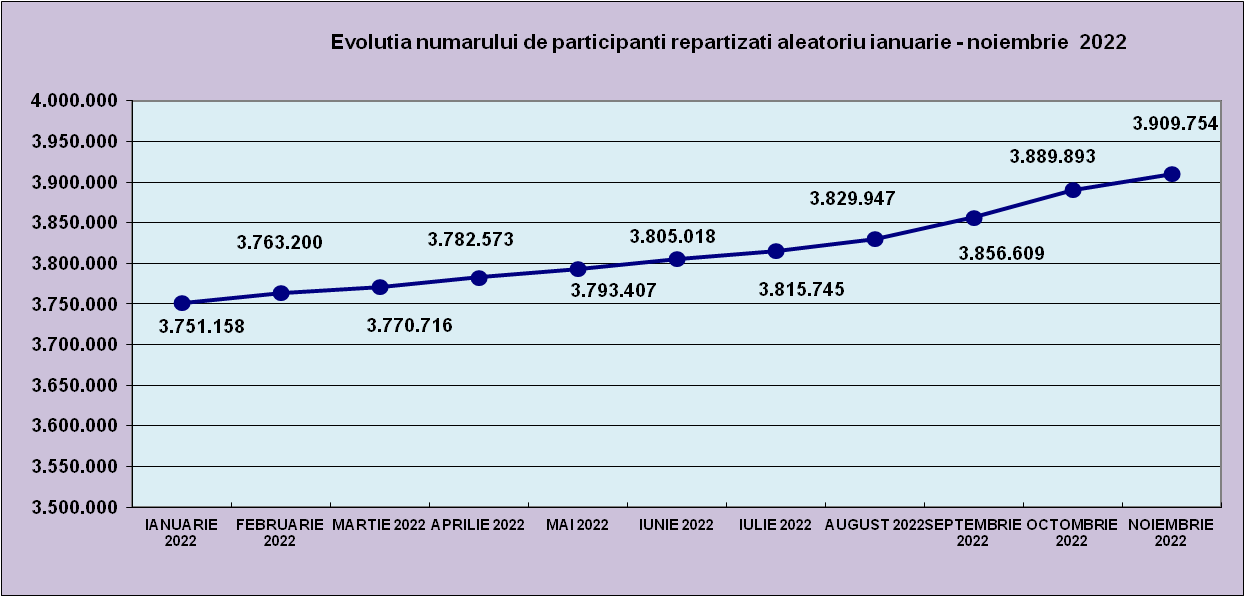 Evolutia numarului de participanti repartizati aleatoriu ianuarie - noiembrie 2022
4.000.000
3.950.000
3.900.000
3.850.000
3.800.000
3.750.000
3.700.000
3.650.000
3.600.000
3.550.000
3.500.000
3.751.158
3.763.200
3.770.716
3.782.573
3.793.407
3.805.018
3.815.745
3.829.947
3.856.609
3.889.893
3.909.754
IANUARIE
2022
FEBRUARIE
2022
MARTIE 2022
APRILIE 2022
MAI 2022
IUNIE 2022
IULIE 2022
AUGUST 2022
SEPTEMBRIE
2022
OCTOMBRIE
2022
NOIEMBRIE
2022